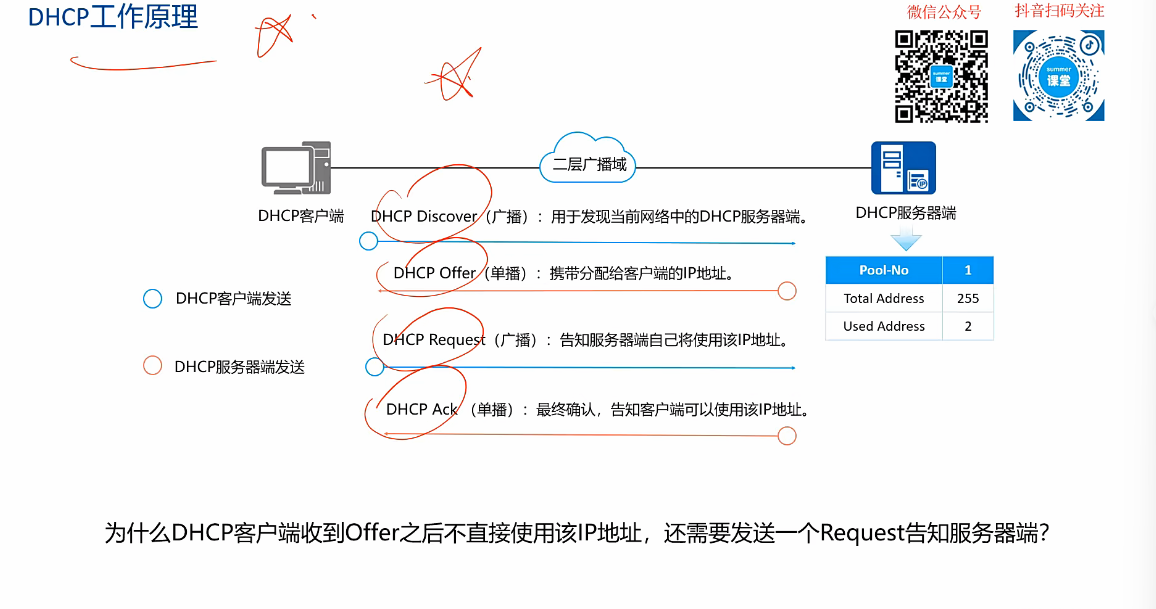 DHCP工作原理
微信公众号
抖音扫码关注
summer
课堂
summer
课堂
二层广播域
DHCP客户端
DHCP服务器端
DHCP Discover（广播）：用于发现当前网络中的DHCP服务器端。
DHCP Offer（单播）：携带分配给客户端的IP地址。
DHCP Request（广播）：告知服务器端自己将使用该IP地址。
DHCP Ack（单播）：最终确认，告知客户端可以使用该IP地址。
DHCP客户端发送
DHCP服务器端发送
Pool-No 1
Total Address 255
Used Address 2
IP
为什么DHCP客户端收到Offer之后不直接使用该IP地址，还需要发送一个Request告知服务器端？